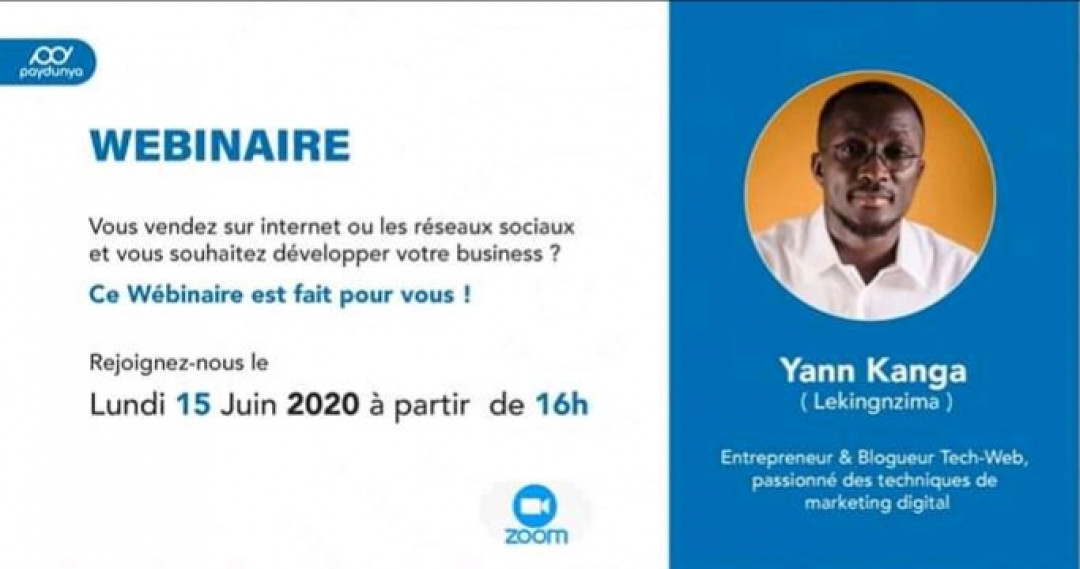 paydunya
WEBINAIRE
Vous vendez sur internet ou les réseaux sociaux
et vous souhaitez développer votre business ?
Ce Wébinaire est fait pour vous !
Rejoignez-nous le
Lundi 15 Juin 2020 à partir de 16h
zoom
Yann Kanga
( Lekingnzima )
Entrepreneur & Blogueur Tech-Web,
passionné des techniques de
marketing digital